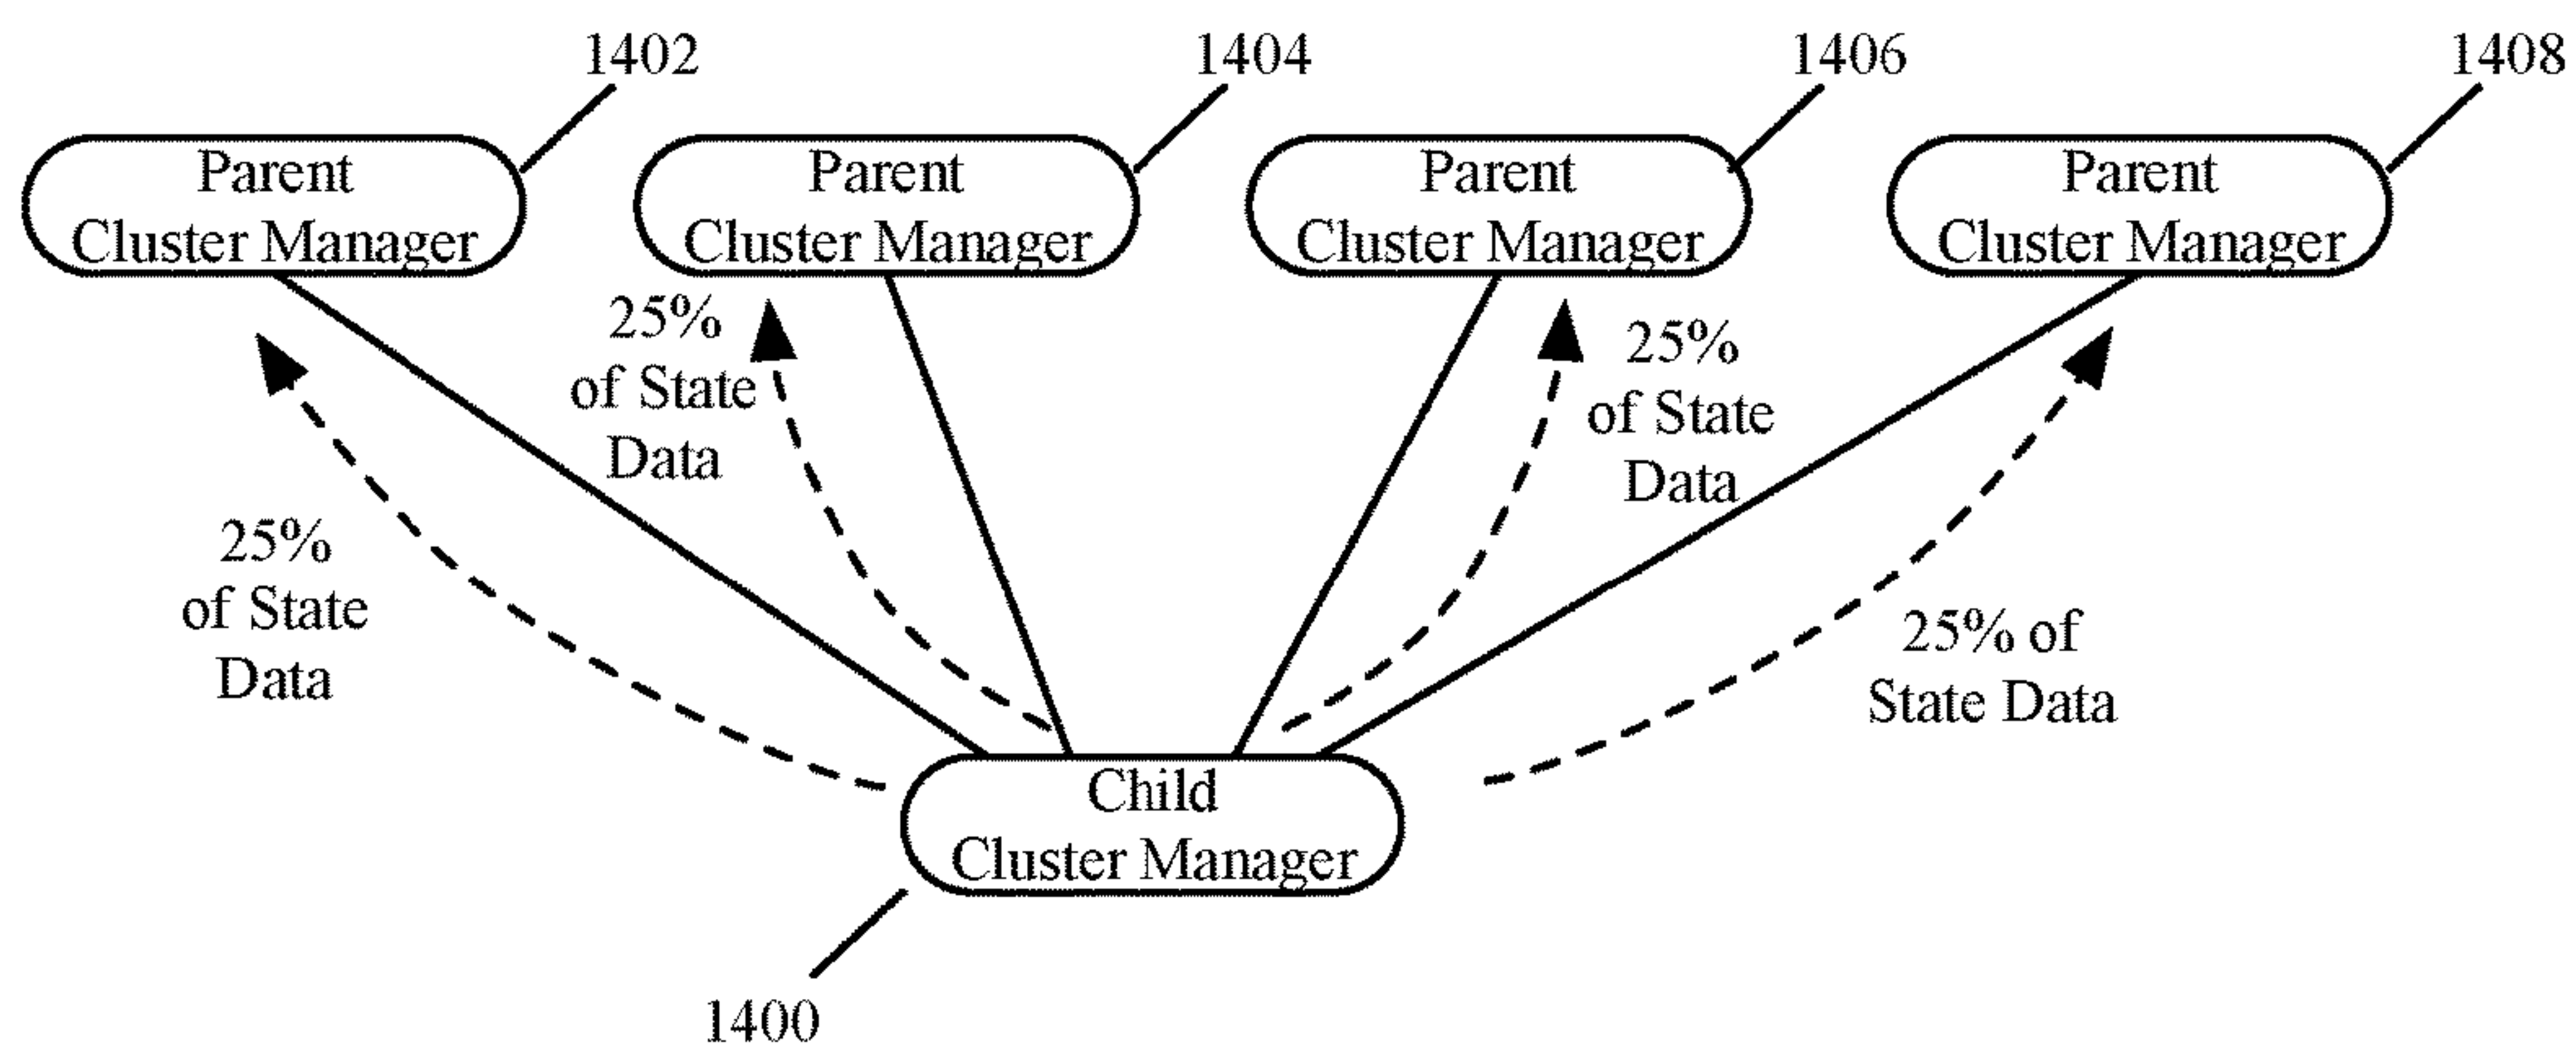 1402
1404
1406
1408
Parent
Cluster Manager
Parent
Cluster Manager
Parent
Cluster Manager
Parent
Cluster Manager
25%
of State
Data
25%
of State
Data
25%
of State
Data
25% of
State Data
Child
Cluster Manager
1400